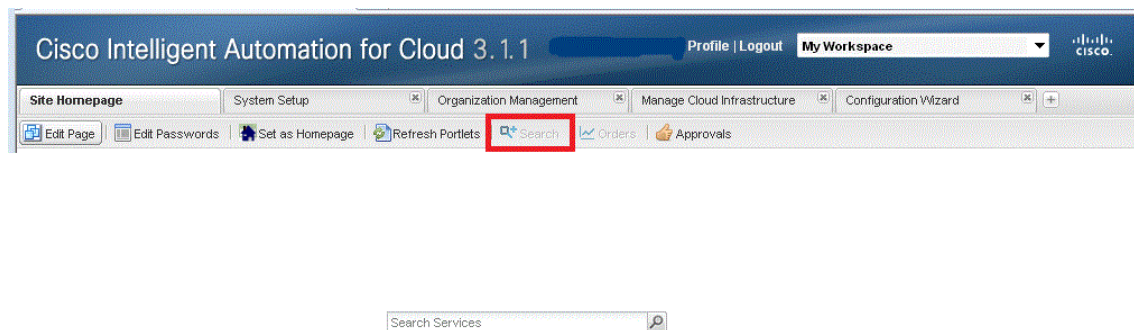 Cisco Intelligent Automation for Cloud 3.1.1 Profile | Logout My Workspace cisco.
Site Homepage System Setup Organization Management Manage Cloud Infrastructure Configuration Wizard
Edit Page Edit Passwords Set as Homepage Refresh Portlets Search Orders Approvals
Search Services